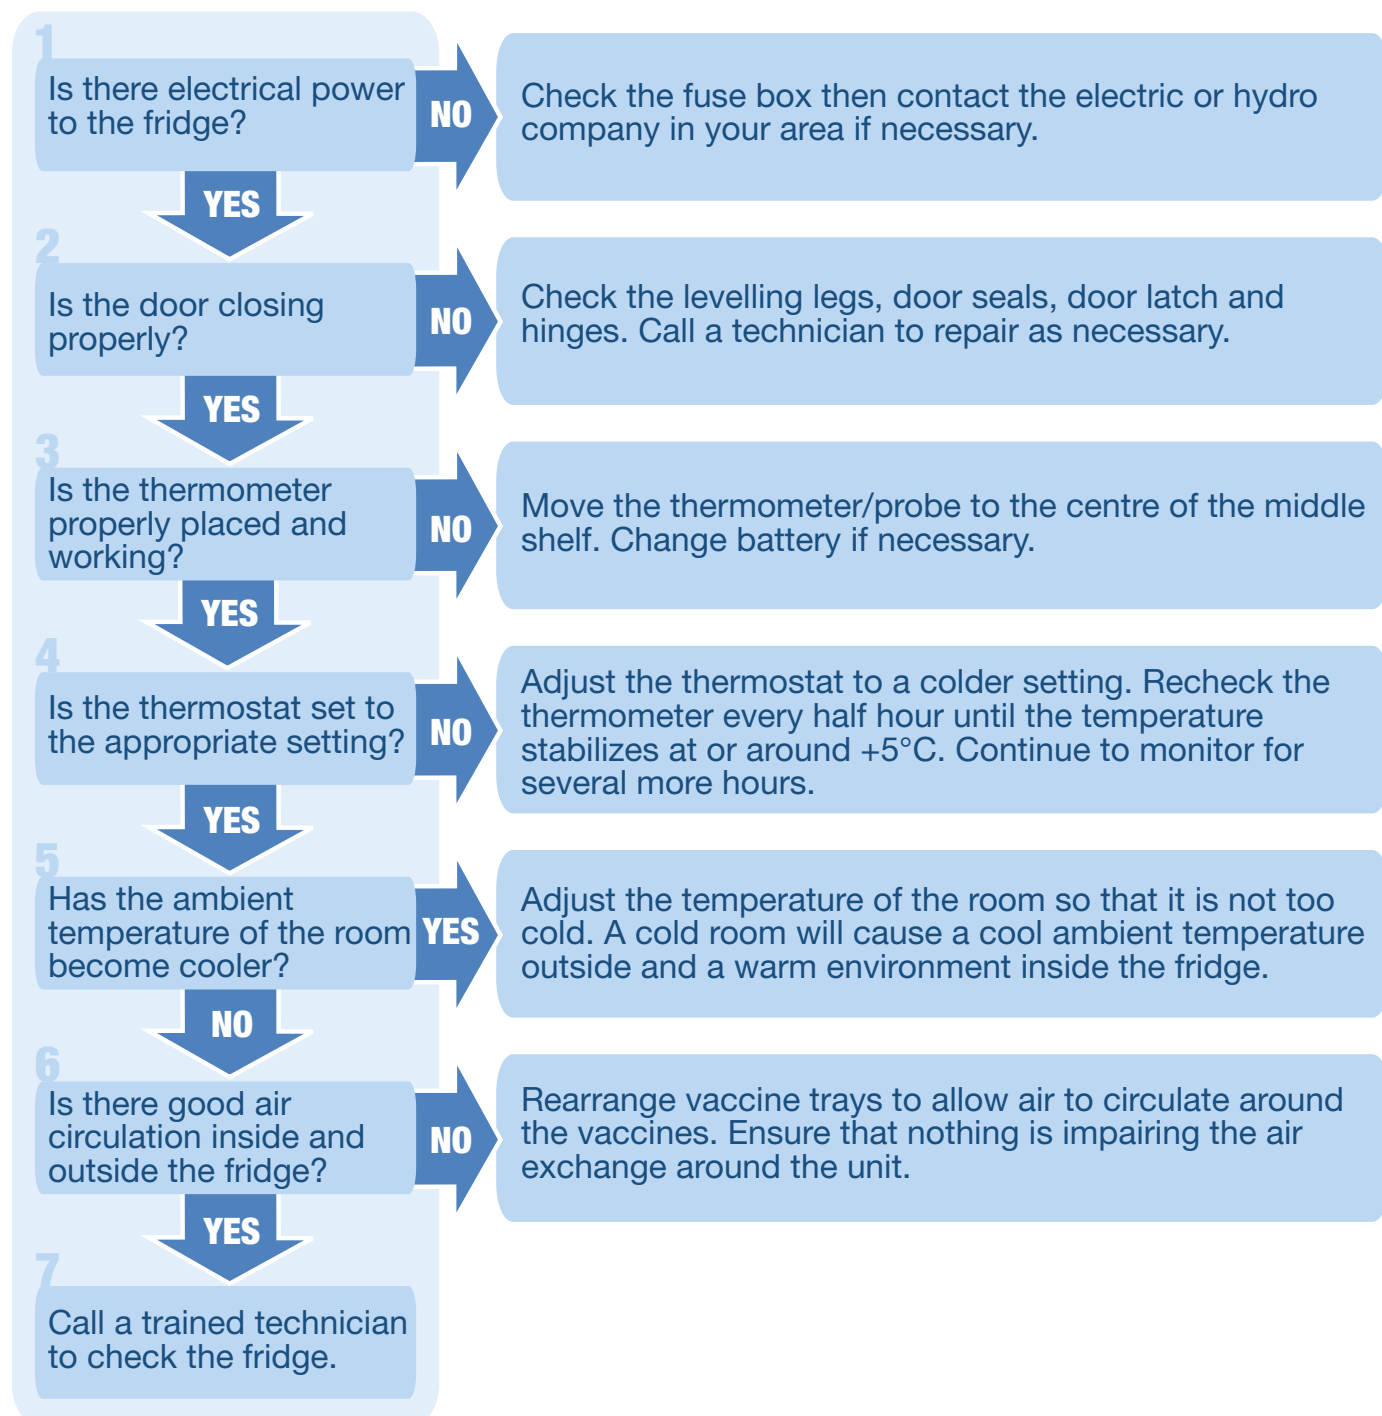 1
Is there electrical power
to the fridge?
NO
Check the fuse box then contact the electric or hydro
company in your area if necessary.
YES
2
Is the door closing
properly?
NO
Check the levelling legs, door seals, door latch and
hinges. Call a technician to repair as necessary.
YES
3
Is the thermometer
properly placed and
working?
NO
Move the thermometer/probe to the centre of the middle
shelf. Change battery if necessary.
YES
4
Is the thermostat set to
the appropriate setting?
NO
Adjust the thermostat to a colder setting. Recheck the
thermometer every half hour until the temperature
stabilizes at or around +5°C. Continue to monitor for
several more hours.
YES
5
Has the ambient
temperature of the room
become cooler?
YES
Adjust the temperature of the room so that it is not too
cold. A cold room will cause a cool ambient temperature
outside and a warm environment inside the fridge.
NO
6
Is there good air
circulation inside and
outside the fridge?
NO
Rearrange vaccine trays to allow air to circulate around
the vaccines. Ensure that nothing is impairing the air
exchange around the unit.
YES
7
Call a trained technician
to check the fridge.